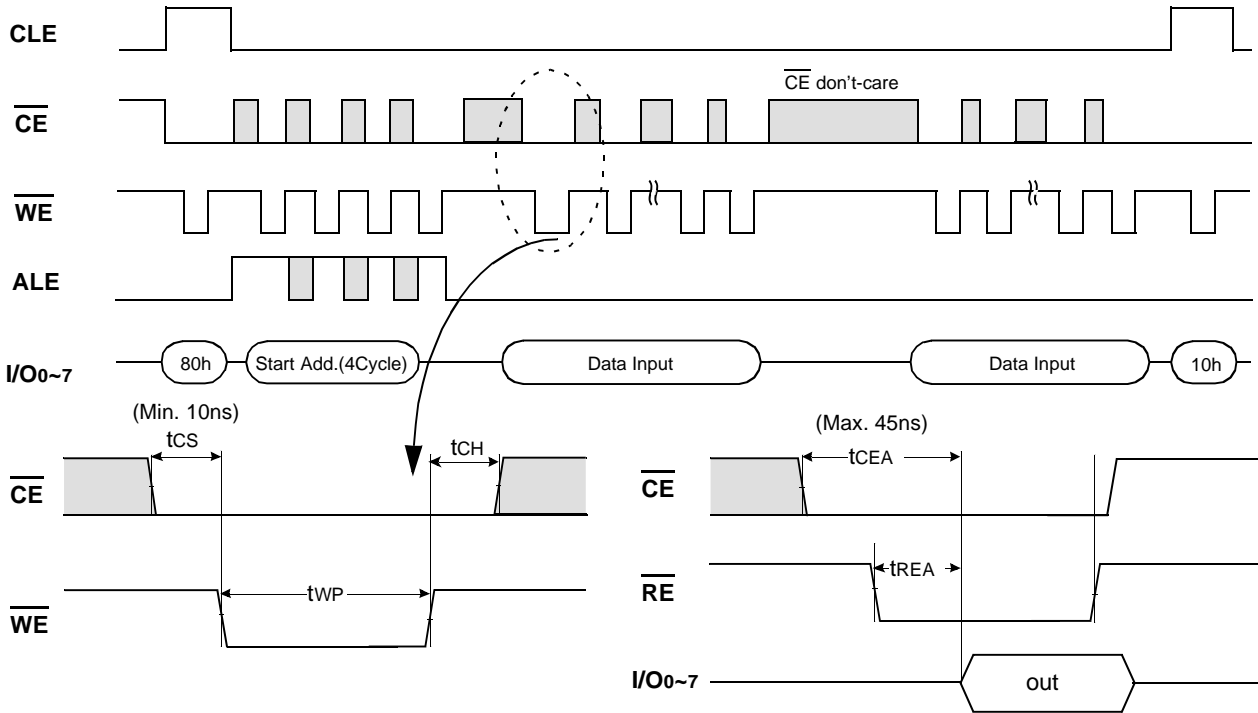 CLE
CE don't-care
CE
WE
ALE
I/O0~7 80h Start Add.(4Cycle) Data Input Data Input 10h
(Min. 10ns) (Max. 45ns)
tCS tCH tCEA
CE CE
tWP tREA
WE RE
I/O0~7 out